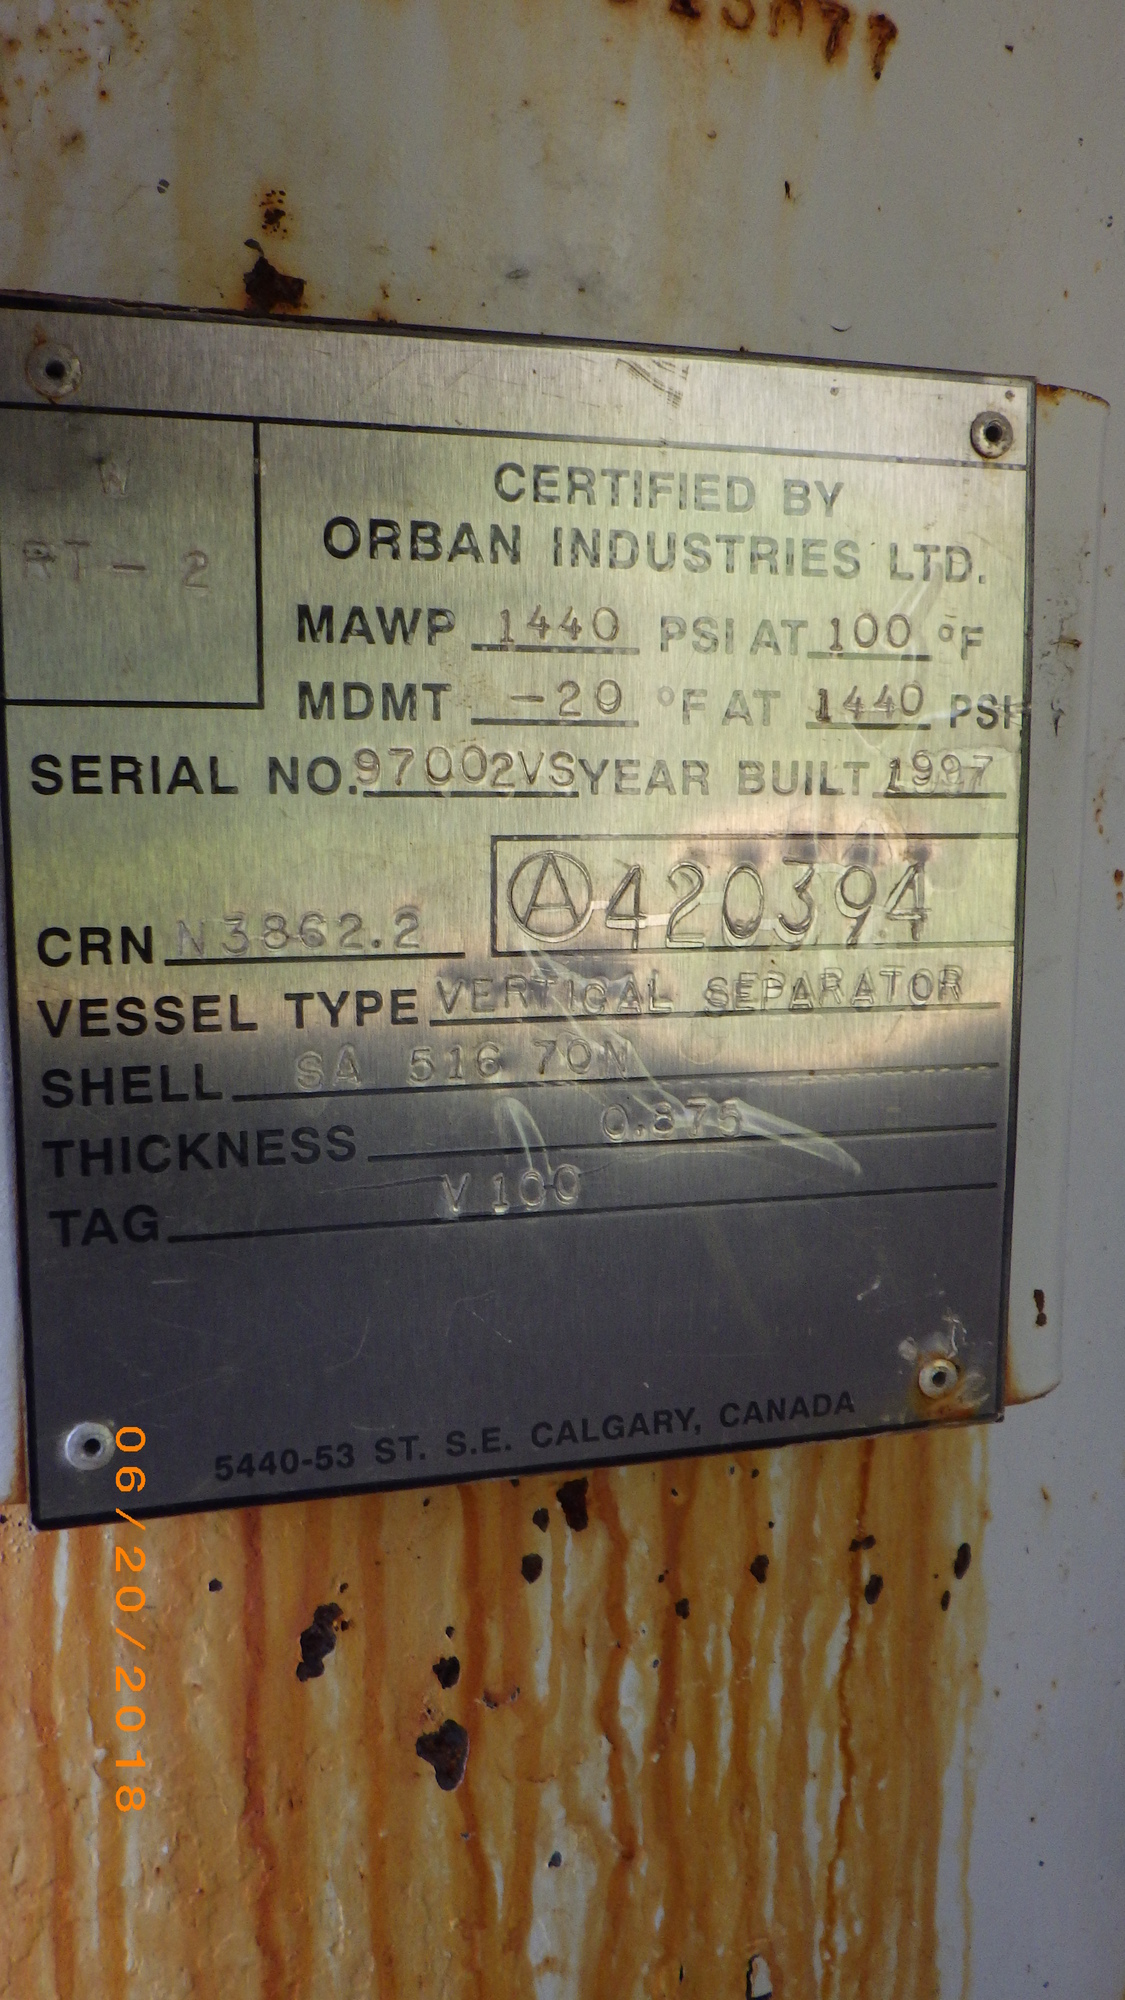 W
RT-2
CERTIFIED BY
ORBAN INDUSTRIES LTD.
MAWP 1440 PSI AT 100 °F
MDMT -20 °F AT 1440 PSI
SERIAL NO. 97002VS YEAR BUILT 1997
A 420394
CRN N3862.2
VESSEL TYPE VERTICAL SEPARATOR
SHELL SA 516 70N
THICKNESS 0.875
TAG V100
5440-53 ST. S.E. CALGARY, CANADA
06/20/2018